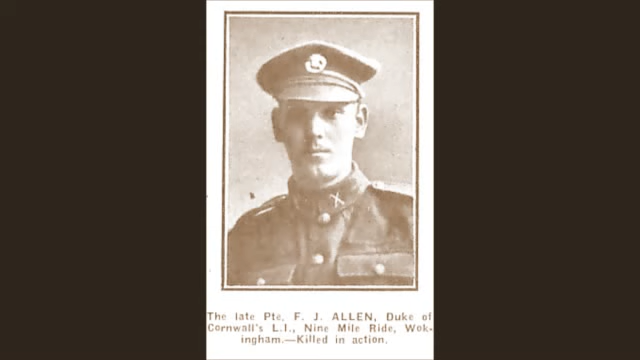 The late Pte. F. J. ALLEN, Duke of
Cornwall's L.I., Nine Mile Ride, Wok-
ingham.—Killed in action.